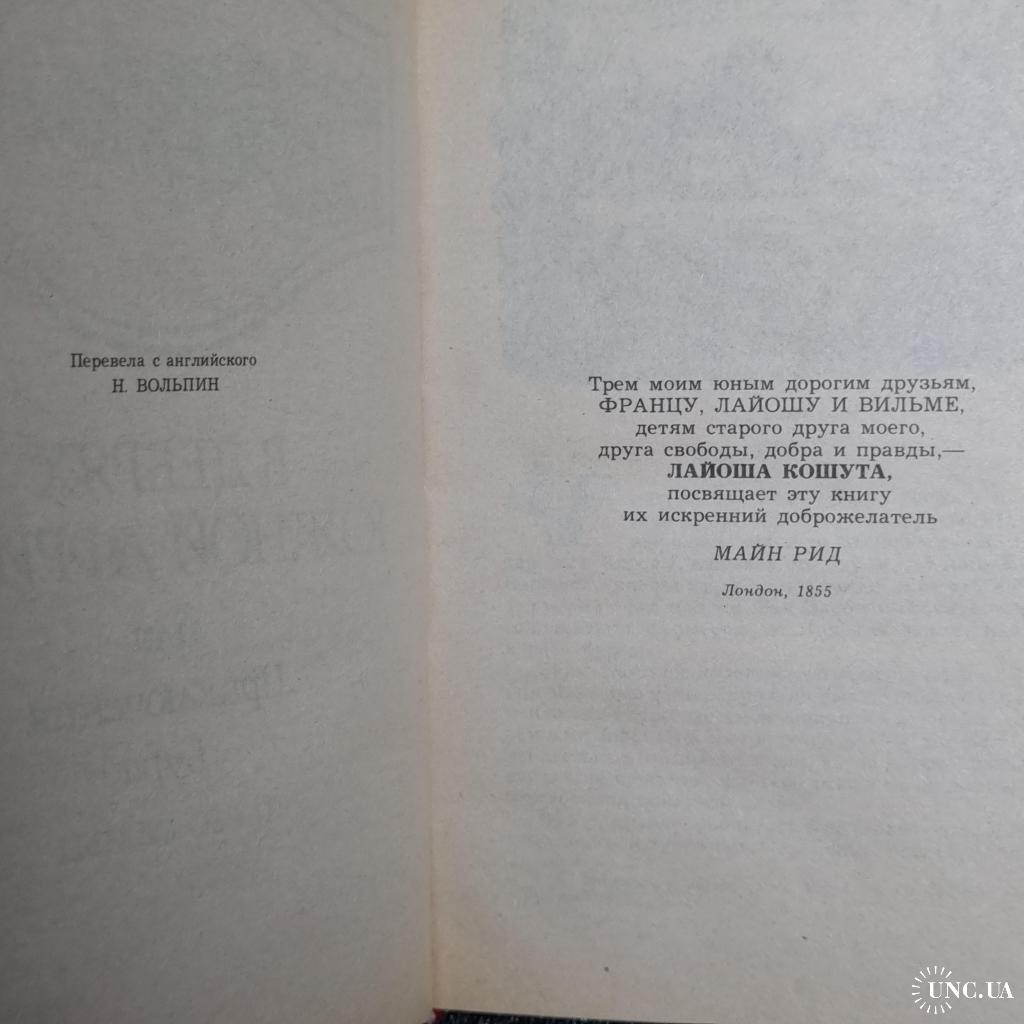 Перевела с английского
Н. ВОЛЬПИН
Трем моим юным дорогим друзьям,
ФРАНЦУ, ЛАЙОШУ И ВИЛЬМЕ,
детям старого друга моего,
друга свободы, добра и правды,—
ЛАЙОША КОШУТА,
посвящает эту книгу
их искренний доброжелатель
МАЙН РИД
Лондон, 1855
UNC.UA